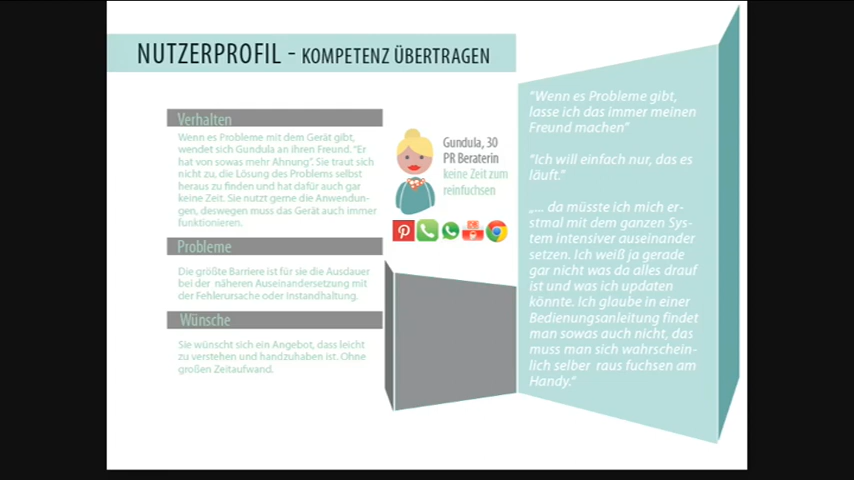 NUTZERPROFIL - KOMPETENZ ÜBERTRAGEN
Verhalten
Wenn es Probleme mit dem Gerät gibt,
wendet sich Gundula an ihren Freund. "Er
hat von sowas mehr Ahnung". Sie traut sich
nicht zu, die Lösung des Problems selbst
heraus zu finden und hat dafür auch gar
keine Zeit. Sie nutzt gerne die Anwendun-
gen, deswegen muss das Gerät auch immer
funktionieren.
Probleme
Die größte Barriere ist für sie die Ausdauer
bei der näheren Auseinandersetzung mit
der Fehlerursache oder Instandhaltung.
Wünsche
Sie wünscht sich ein Angebot, dass leicht
zu verstehen und handzuhaben ist. Ohne
großen Zeitaufwand.
Gundula, 30
PR Beraterin
keine Zeit zum
reinfuchsen
"Wenn es Probleme gibt,
lasse ich das immer meinen
Freund machen"
"Ich will einfach nur, das es
läuft."
„... da müsste ich mich er-
stmal mit dem ganzen Sys-
tem intensiver auseinander
setzen. Ich weiß ja gerade
gar nicht was da alles drauf
ist und was ich updaten
könnte. Ich glaube in einer
Bedienungsanleitung findet
man sowas auch nicht, das
muss man sich wahrschein-
lich selber raus fuchsen am
Handy."